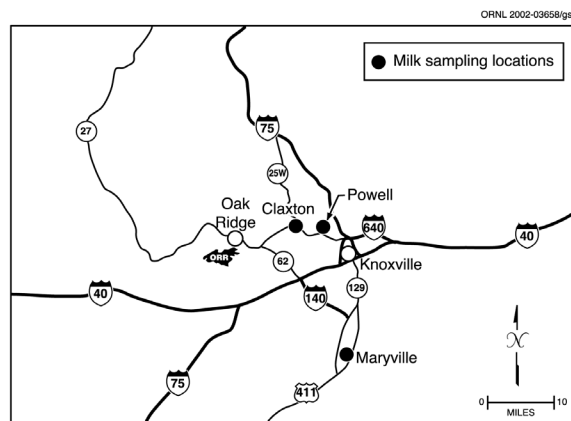 ORNL 2002-03658/gs
Milk sampling locations
27
75
25W
Oak
Ridge
Claxton
Powell
640
40
ORR
62
Knoxville
40
140
129
Maryville
75
411
N
0 10
MILES